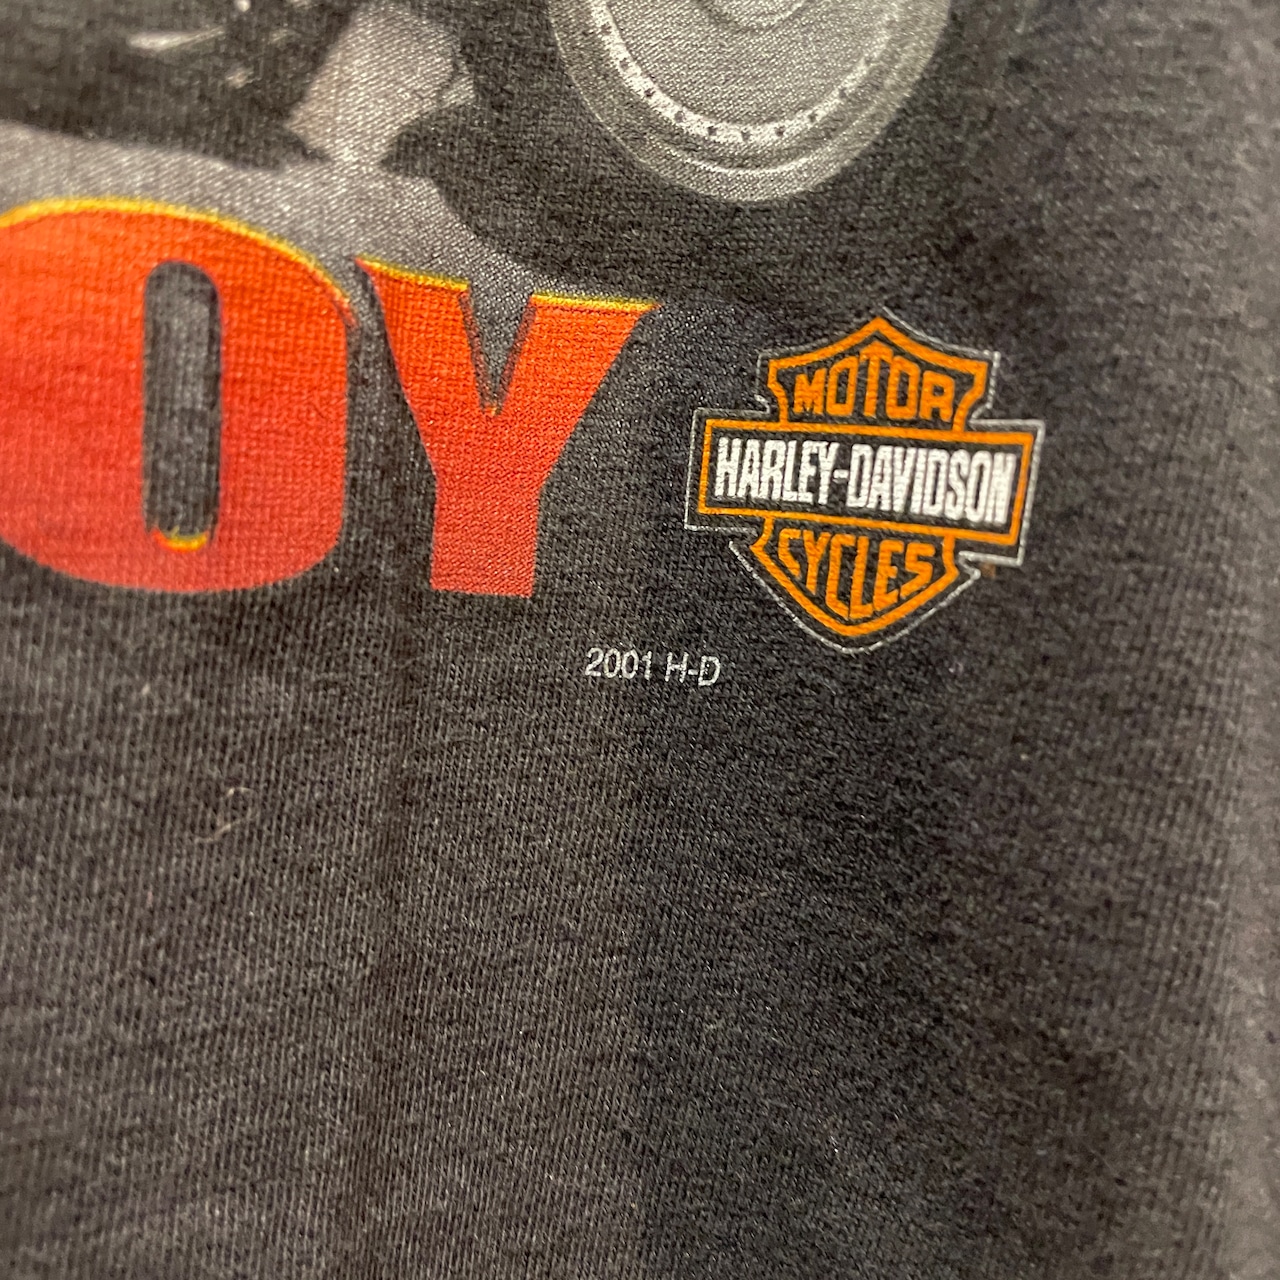 OY
MOTOR
HARLEY-DAVIDSON
CYCLES
2001 H-D